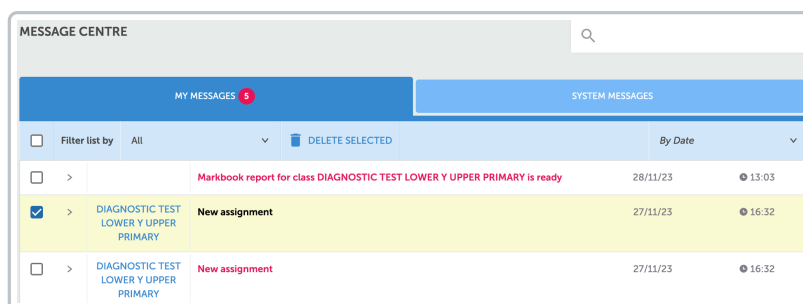 MESSAGE CENTRE
MY MESSAGES 5
SYSTEM MESSAGES
Filter list by All DELETE SELECTED By Date
Markbook report for class DIAGNOSTIC TEST LOWER Y UPPER PRIMARY is ready 28/11/23 13:03
DIAGNOSTIC TEST
LOWER Y UPPER
PRIMARY
New assignment 27/11/23 16:32
DIAGNOSTIC TEST
LOWER Y UPPER
PRIMARY
New assignment 27/11/23 16:32